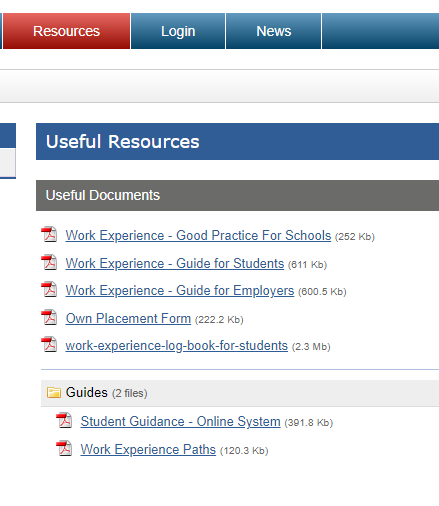 Resources Login News
Useful Resources
Useful Documents
Work Experience - Good Practice For Schools (252 Kb)
Work Experience - Guide for Students (611 Kb)
Work Experience - Guide for Employers (600.5 Kb)
Own Placement Form (222.2 Kb)
work-experience-log-book-for-students (2.3 Mb)
Guides (2 files)
Student Guidance - Online System (391.8 Kb)
Work Experience Paths (120.3 Kb)